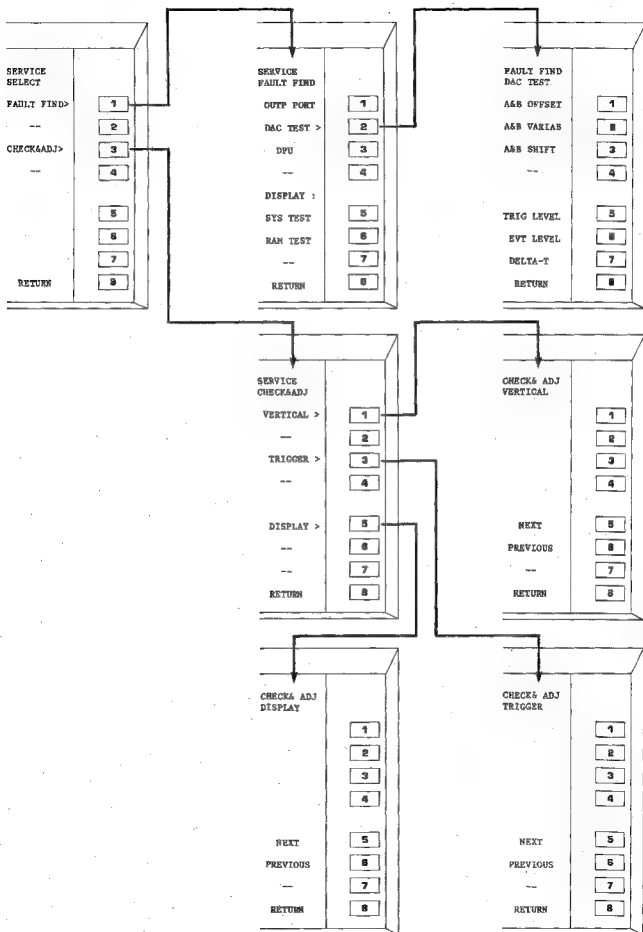 SERVICE
SELECT
FAULT FIND> 1
-- 2
CHECK&ADJ> 3
-- 4
5
6
7
RETURN 8
SERVICE
FAULT FIND
OUTP PORT 1
DAC TEST > 2
DPU 3
-- 4
DISPLAY :
SYS TEST 5
RAM TEST 6
-- 7
RETURN 8
FAULT FIND
DAC TEST
A&B OFFSET 1
A&B VARIAB 2
A&B SHIFT 3
-- 4
TRIG LEVEL 5
EVT LEVEL 6
DELTA-T 7
RETURN 8
SERVICE
CHECK&ADJ
VERTICAL > 1
-- 2
TRIGGER > 3
-- 4
DISPLAY > 5
-- 6
-- 7
RETURN 8
CHECK& ADJ
VERTICAL
1
2
3
4
NEXT 5
PREVIOUS 6
-- 7
RETURN 8
CHECK& ADJ
DISPLAY
1
2
3
4
NEXT 5
PREVIOUS 6
-- 7
RETURN 8
CHECK& ADJ
TRIGGER
1
2
3
4
NEXT 5
PREVIOUS 6
-- 7
RETURN 8